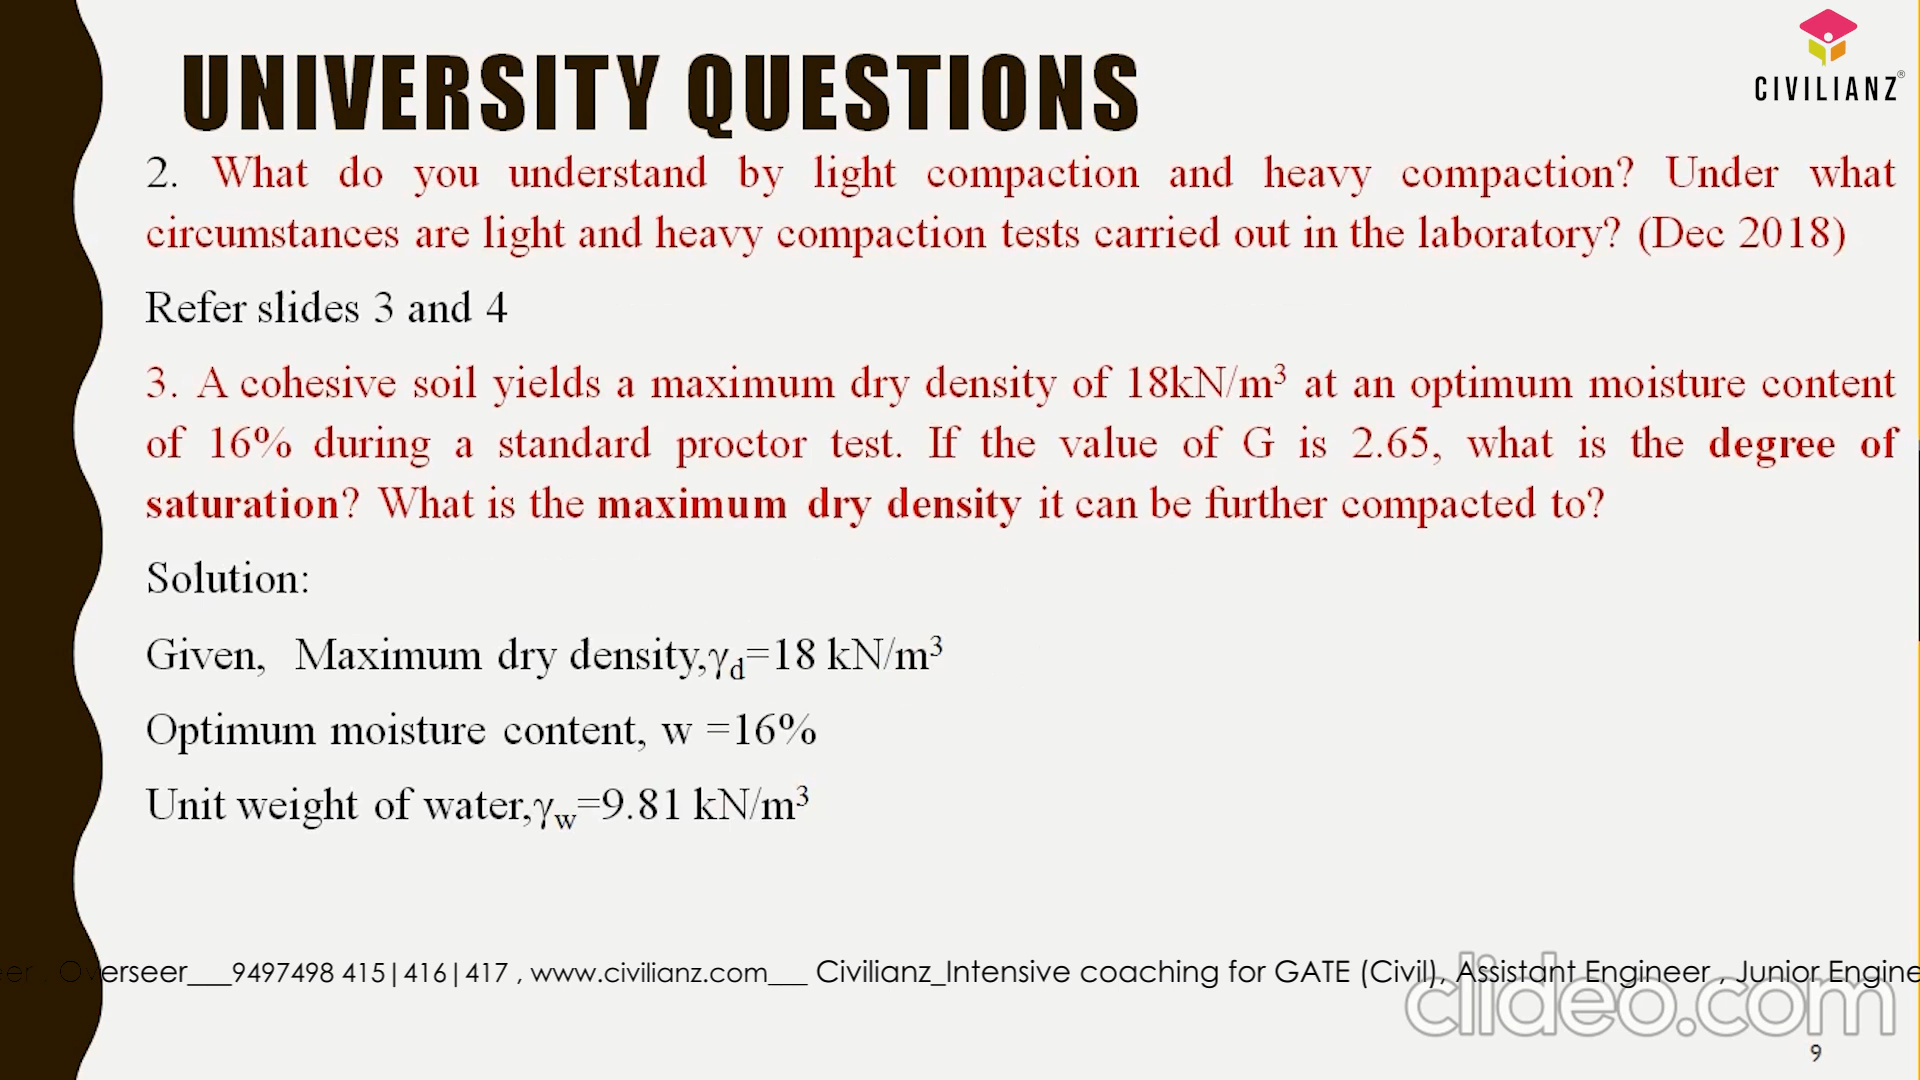 CIVILIANZ®
UNIVERSITY QUESTIONS
2. What do you understand by light compaction and heavy compaction? Under what
circumstances are light and heavy compaction tests carried out in the laboratory? (Dec 2018)
Refer slides 3 and 4
3. A cohesive soil yields a maximum dry density of 18kN/m³ at an optimum moisture content
of 16% during a standard proctor test. If the value of G is 2.65, what is the degree of
saturation? What is the maximum dry density it can be further compacted to?
Solution:
Given, Maximum dry density,γd=18 kN/m³
Optimum moisture content, w =16%
Unit weight of water,γw=9.81 kN/m³
er , Overseer___9497498 415|416|417 , www.civilianz.com___ Civilianz_Intensive coaching for GATE (Civil), Assistant Engineer , Junior Engine
clideo.com
9